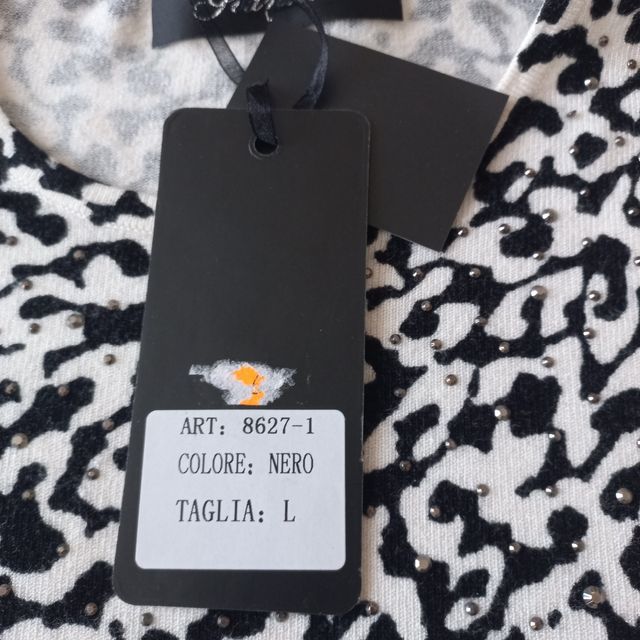 ART: 8627-1
COLORE: NERO
TAGLIA: L